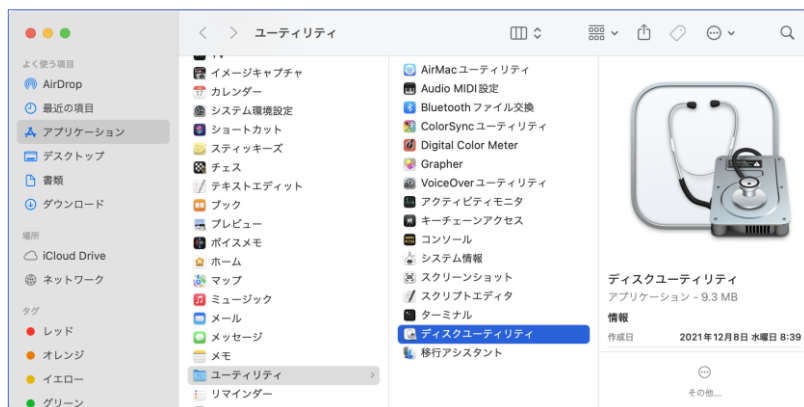 ユーティリティ
よく使う項目
AirDrop
最近の項目
アプリケーション
デスクトップ
書類
ダウンロード
場所
iCloud Drive
ネットワーク
タグ
レッド
オレンジ
イエロー
グリーン
イメージキャプチャ
カレンダー
システム環境設定
ショートカット
スティッキーズ
チェス
テキストエディット
ブック
プレビュー
ボイスメモ
ホーム
マップ
ミュージック
メール
メッセージ
メモ
ユーティリティ
リマインダー
AirMac ユーティリティ
Audio MIDI 設定
Bluetooth ファイル交換
ColorSync ユーティリティ
Digital Color Meter
Grapher
VoiceOver ユーティリティ
アクティビティモニタ
キーチェーンアクセス
コンソール
システム情報
スクリーンショット
スクリプトエディタ
ターミナル
ディスクユーティリティ
移行アシスタント
ディスクユーティリティ
アプリケーション - 9.3 MB
情報
作成日 2021年12月8日 水曜日 8:39
その他...